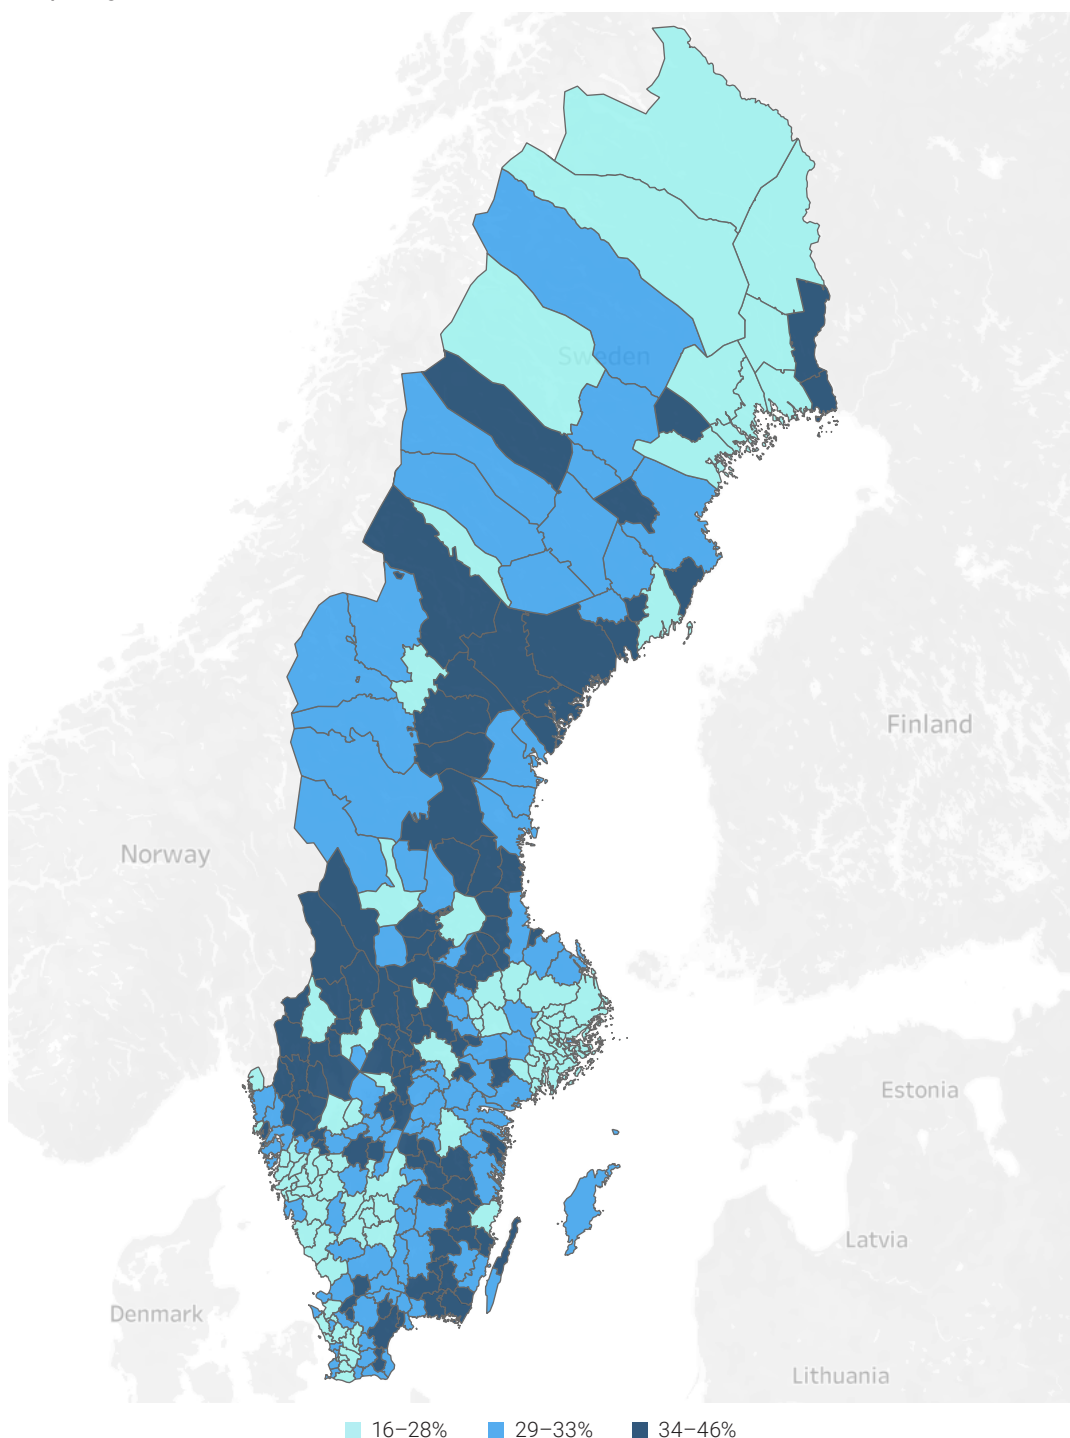 Sweden
Finland
Norway
Estonia
Latvia
Denmark
Lithuania
16–28% 29–33% 34–46%